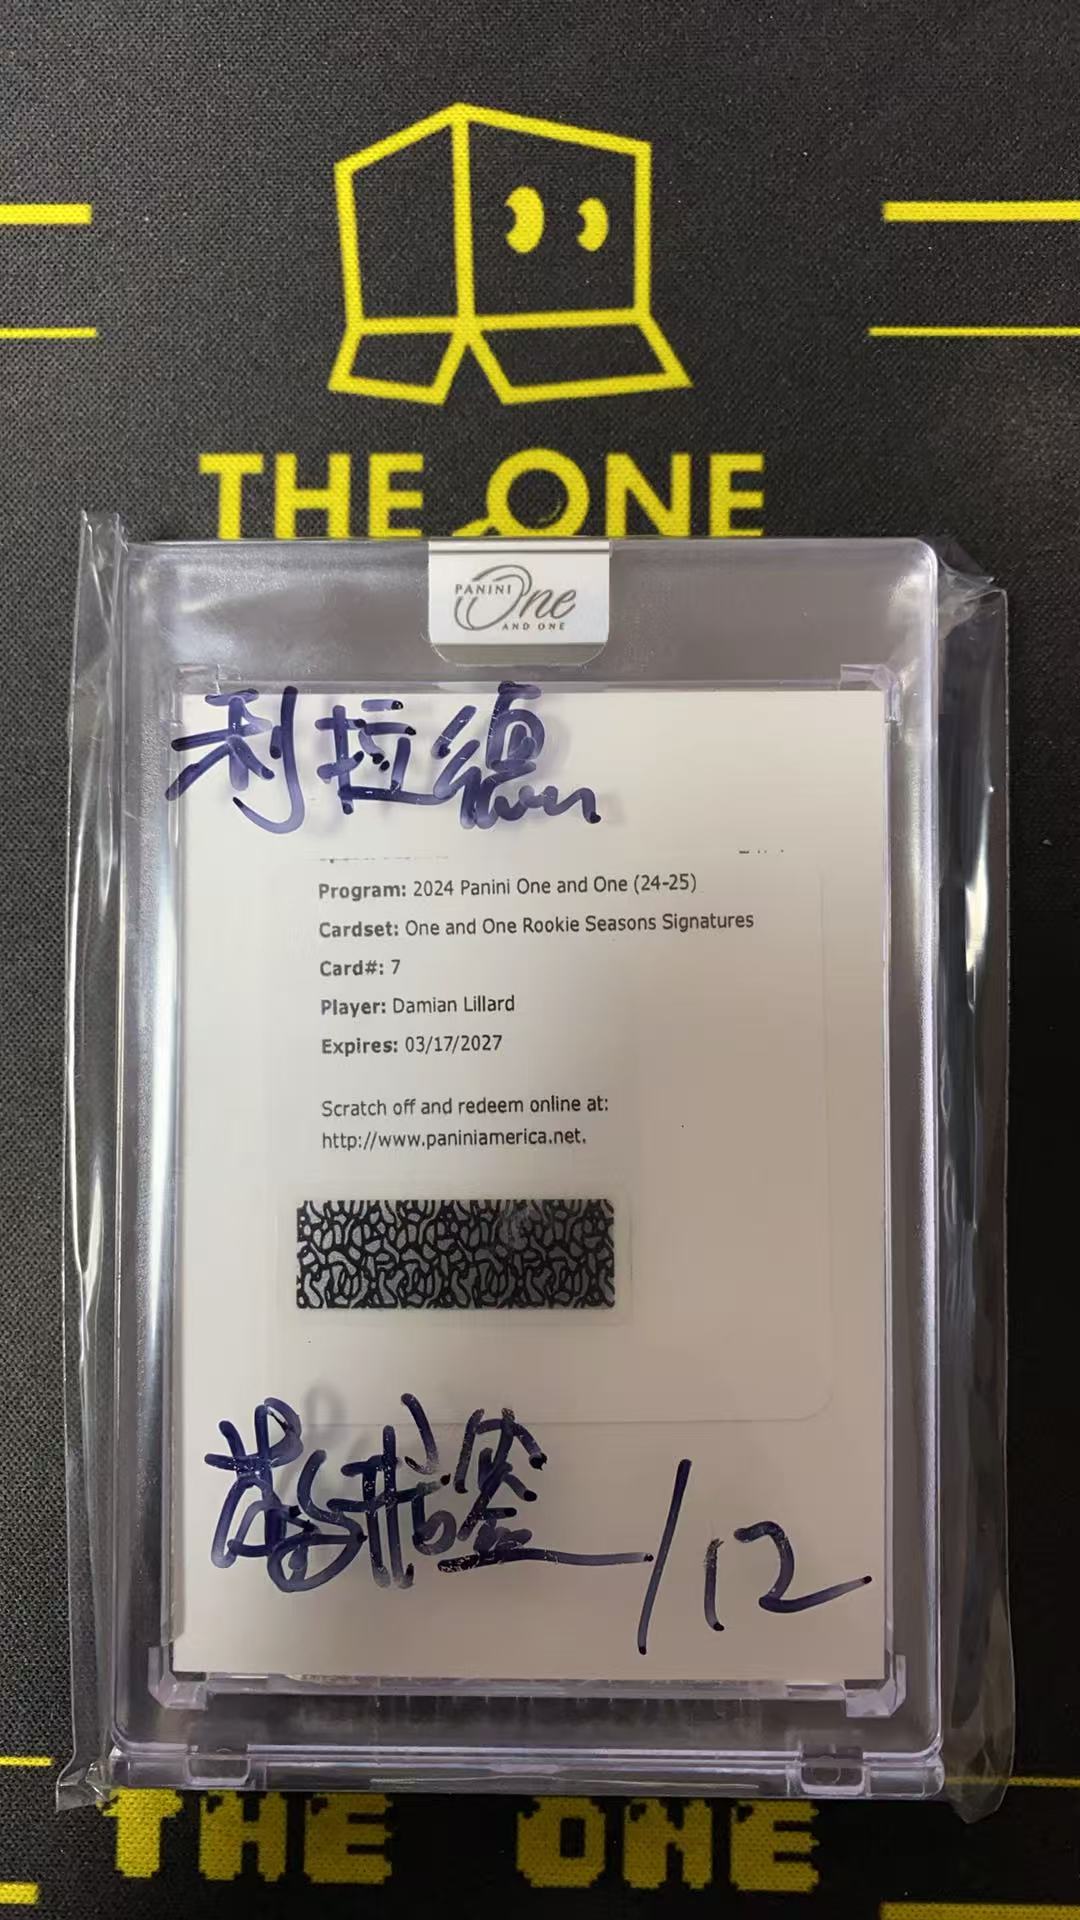 THE ONE
PANINI
One
AND ONE
利拉德
Program: 2024 Panini One and One (24-25)
Cardset: One and One Rookie Seasons Signatures
Card#: 7
Player: Damian Lillard
Expires: 03/17/2027
Scratch off and redeem online at:
http://www.paniniamerica.net.
签
/12
THE ONE